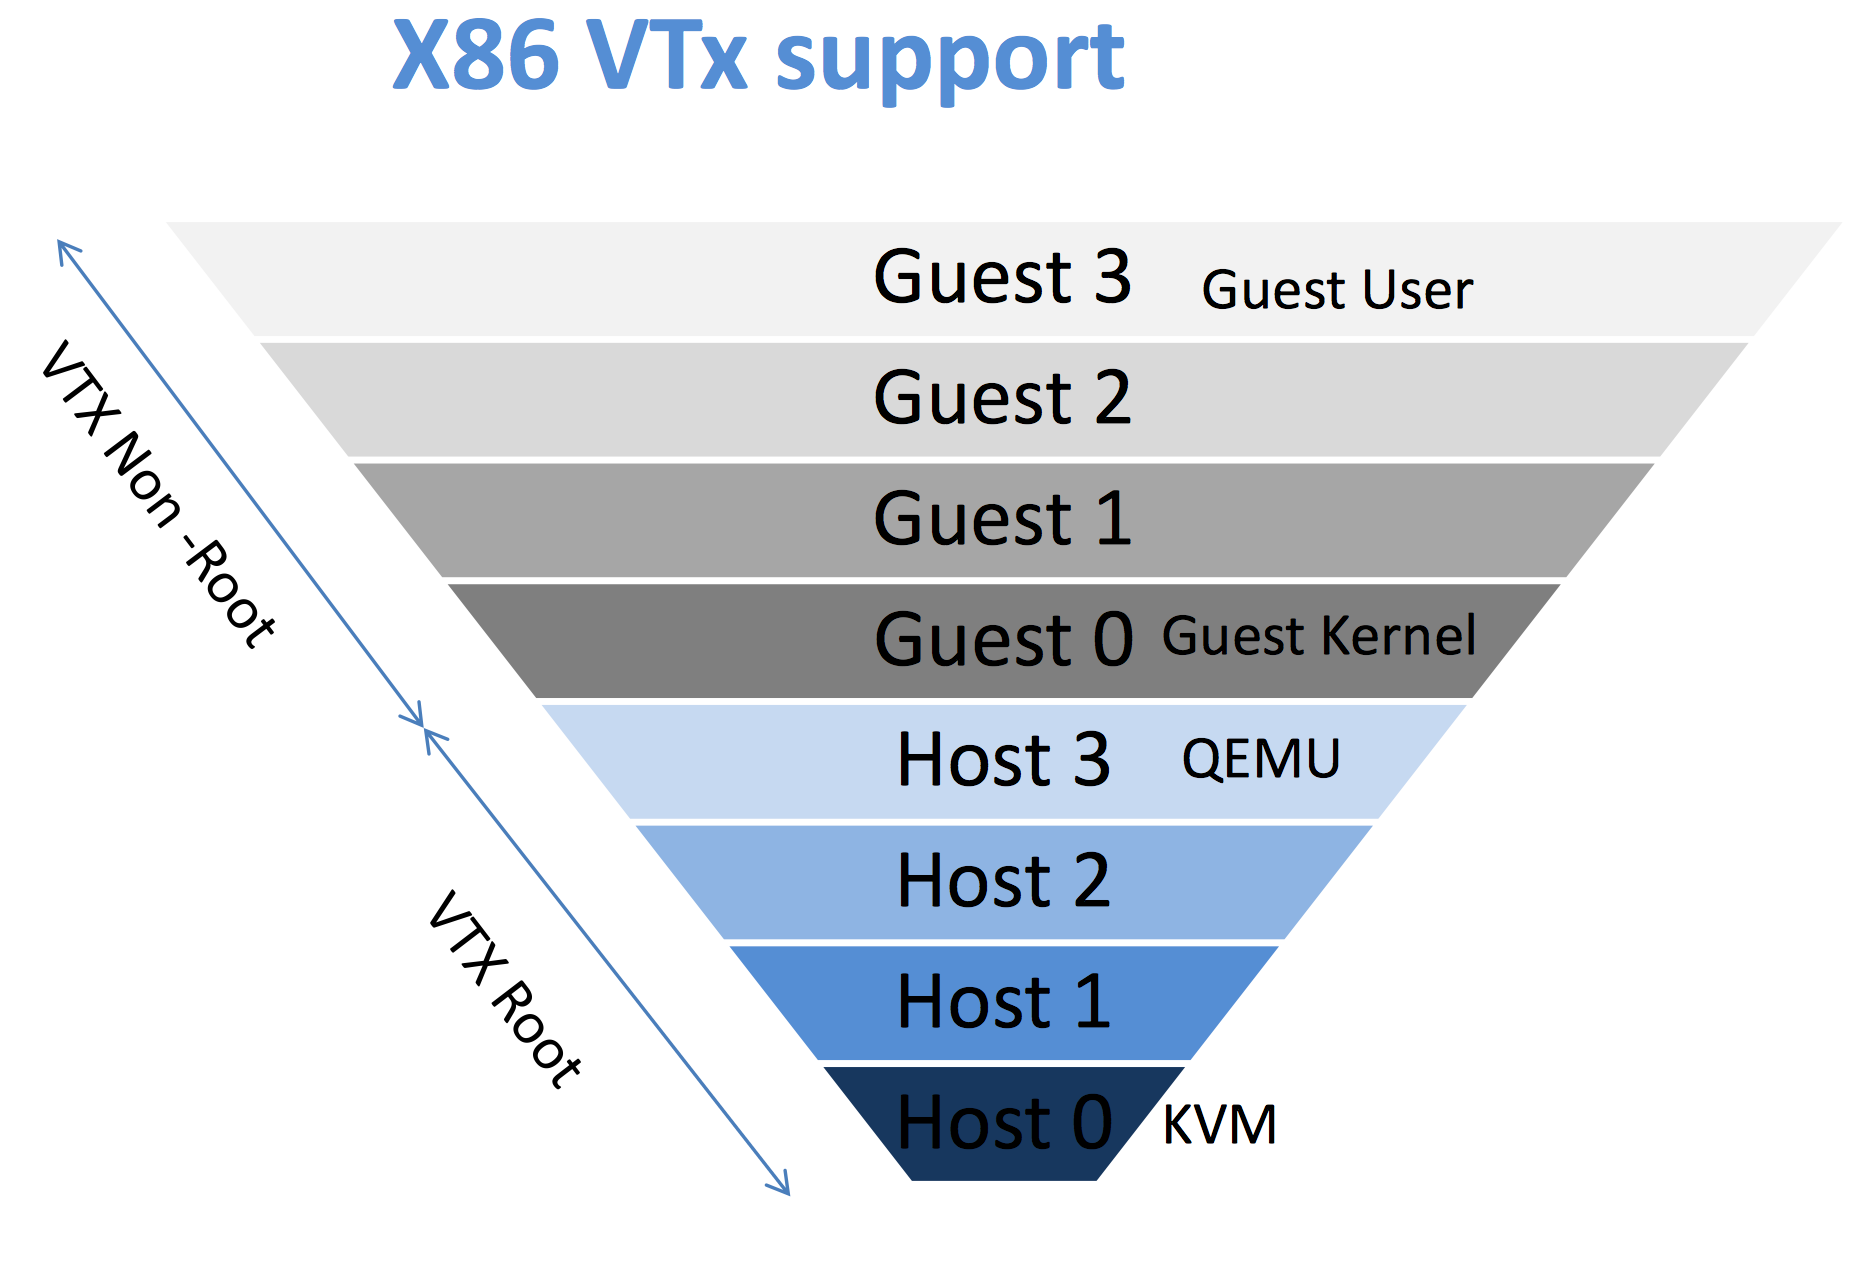 X86 VTx support
Guest 3 Guest User
Guest 2
Guest 1
Guest 0 Guest Kernel
VTX Non -Root
Host 3 QEMU
Host 2
Host 1
Host 0 KVM
VTX Root